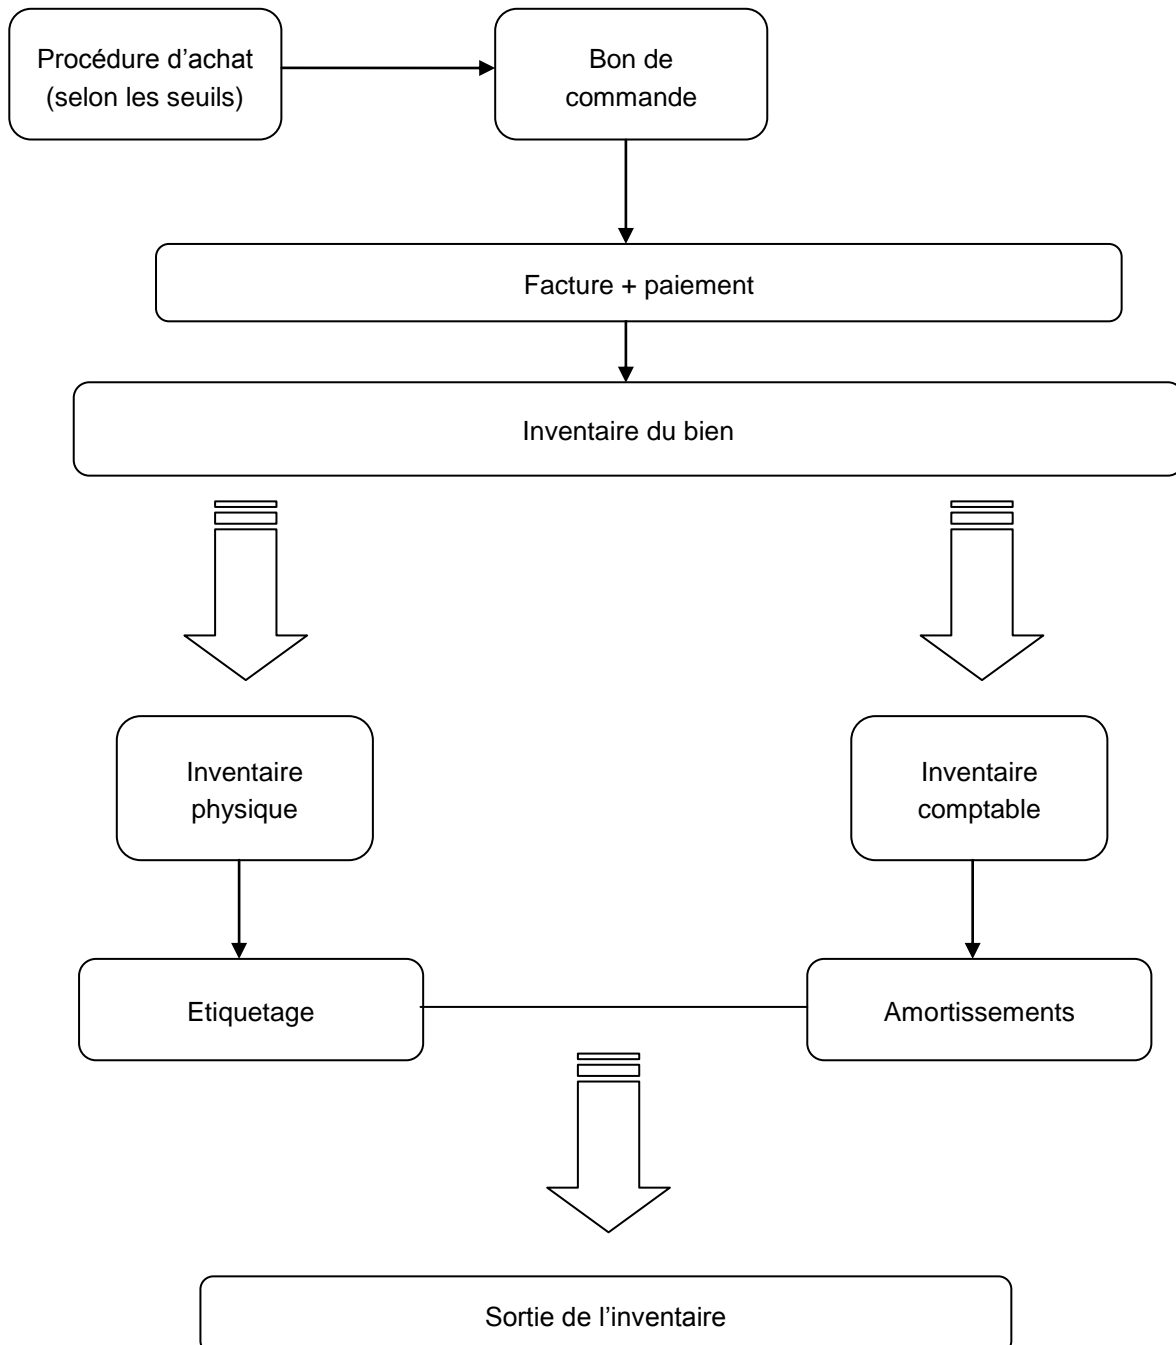 Procédure d’achat
(selon les seuils)
Bon de
commande
Facture + paiement
Inventaire du bien
Inventaire
physique
Inventaire
comptable
Etiquetage
Amortissements
Sortie de l’inventaire